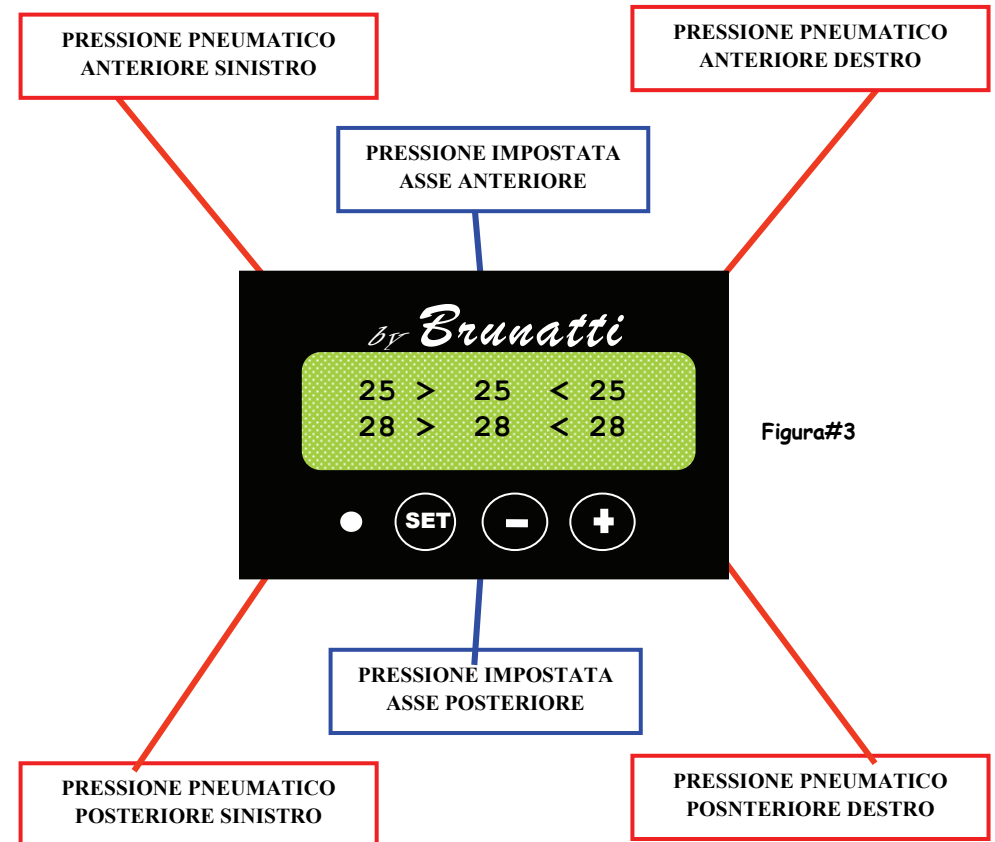 PRESSIONE PNEUMATICO
ANTERIORE SINISTRO
PRESSIONE PNEUMATICO
ANTERIORE DESTRO
PRESSIONE IMPOSTATA
ASSE ANTERIORE
by Brunatti
25 > 25 < 25
28 > 28 < 28
Figura#3
SET - +
PRESSIONE IMPOSTATA
ASSE POSTERIORE
PRESSIONE PNEUMATICO
POSTERIORE SINISTRO
PRESSIONE PNEUMATICO
POSNTERIORE DESTRO